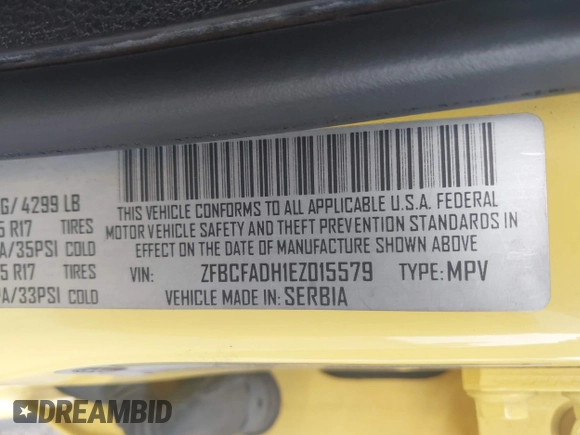 G/ 4299 LB
5 R17 TIRES
A/35PSI COLD
5 R17 TIRES
PA/33PSI COLD
THIS VEHICLE CONFORMS TO ALL APPLICABLE U.S.A. FEDERAL
MOTOR VEHICLE SAFETY AND THEFT PREVENTION STANDARDS IN
EFFECT ON THE DATE OF MANUFACTURE SHOWN ABOVE
VIN: ZFBCFADH1EZ015579 TYPE: MPV
VEHICLE MADE IN: SERBIA
DREAMBID